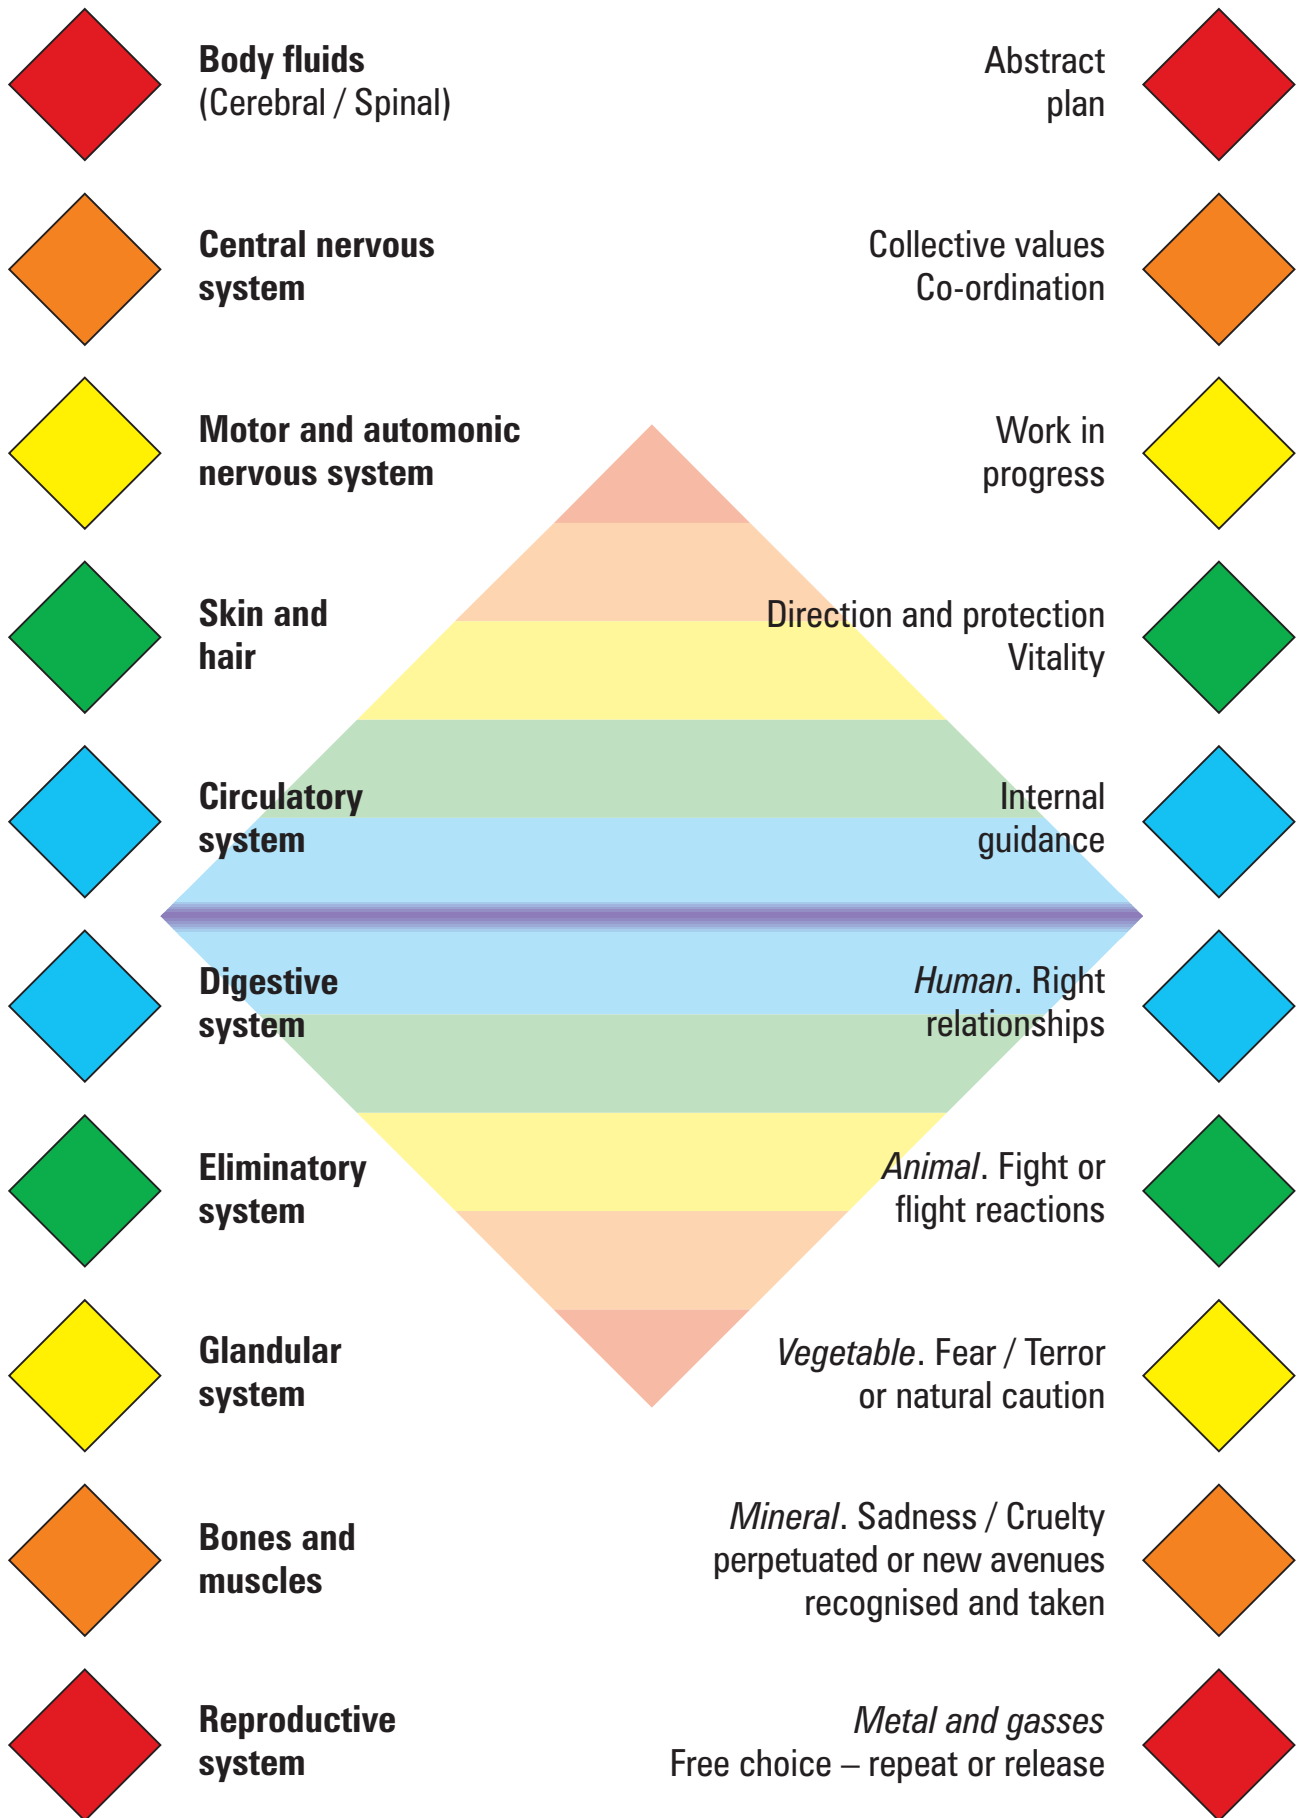 Body fluids
(Cerebral / Spinal)
Abstract
plan
Central nervous
system
Collective values
Co-ordination
Motor and automonic
nervous system
Work in
progress
Skin and
hair
Direction and protection
Vitality
Circulatory
system
Internal
guidance
Digestive
system
Human. Right
relationships
Eliminatory
system
Animal. Fight or
flight reactions
Glandular
system
Vegetable. Fear / Terror
or natural caution
Bones and
muscles
Mineral. Sadness / Cruelty
perpetuated or new avenues
recognised and taken
Reproductive
system
Metal and gasses
Free choice – repeat or release